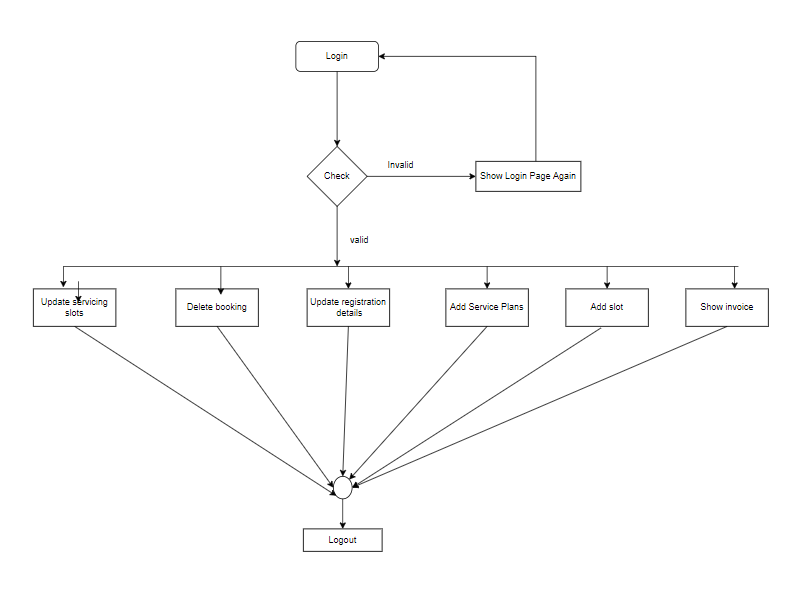 Login
Invalid
Check
Show Login Page Again
valid
Update servicing
slots
Delete booking
Update registration
details
Add Service Plans
Add slot
Show invoice
Logout